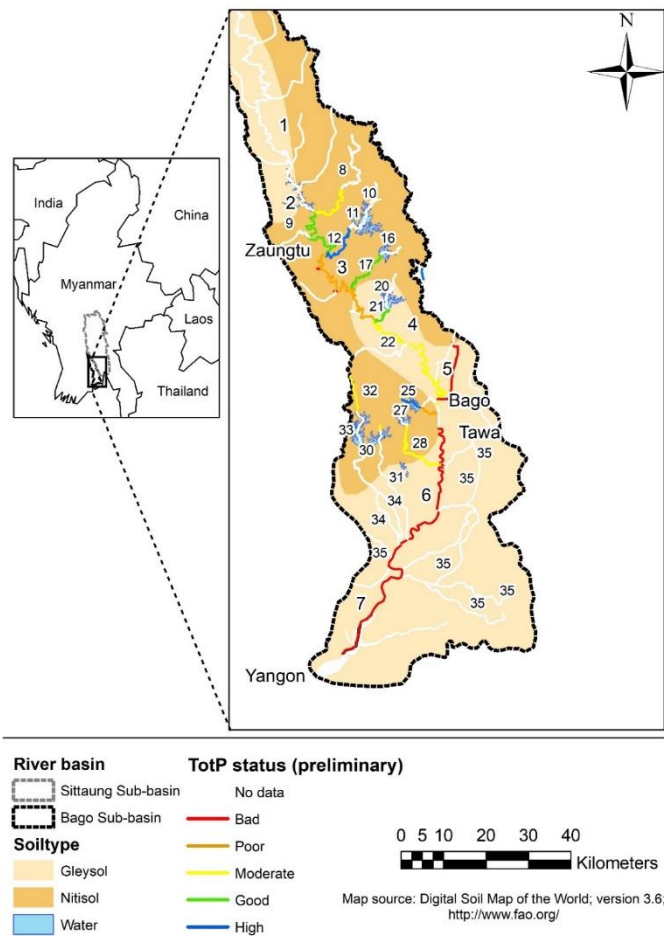 N
India
China
Myanmar
Laos
Thailand
1
8
2
10
11
9
12
16
Zaungtu
3
17
20
21
4
22
5
32
25
Bago
27
Tawa
33
28
30
35
31
35
6
34
34
35
35
35
7
35
Yangon
River basin
Sittaung Sub-basin
Bago Sub-basin
Soiltype
Gleysol
Nitisol
Water
TotP status (preliminary)
No data
Bad
Poor
Moderate
Good
High
0 5 10 20 30 40
Kilometers
Map source: Digital Soil Map of the World; version 3.6;
http://www.fao.org/